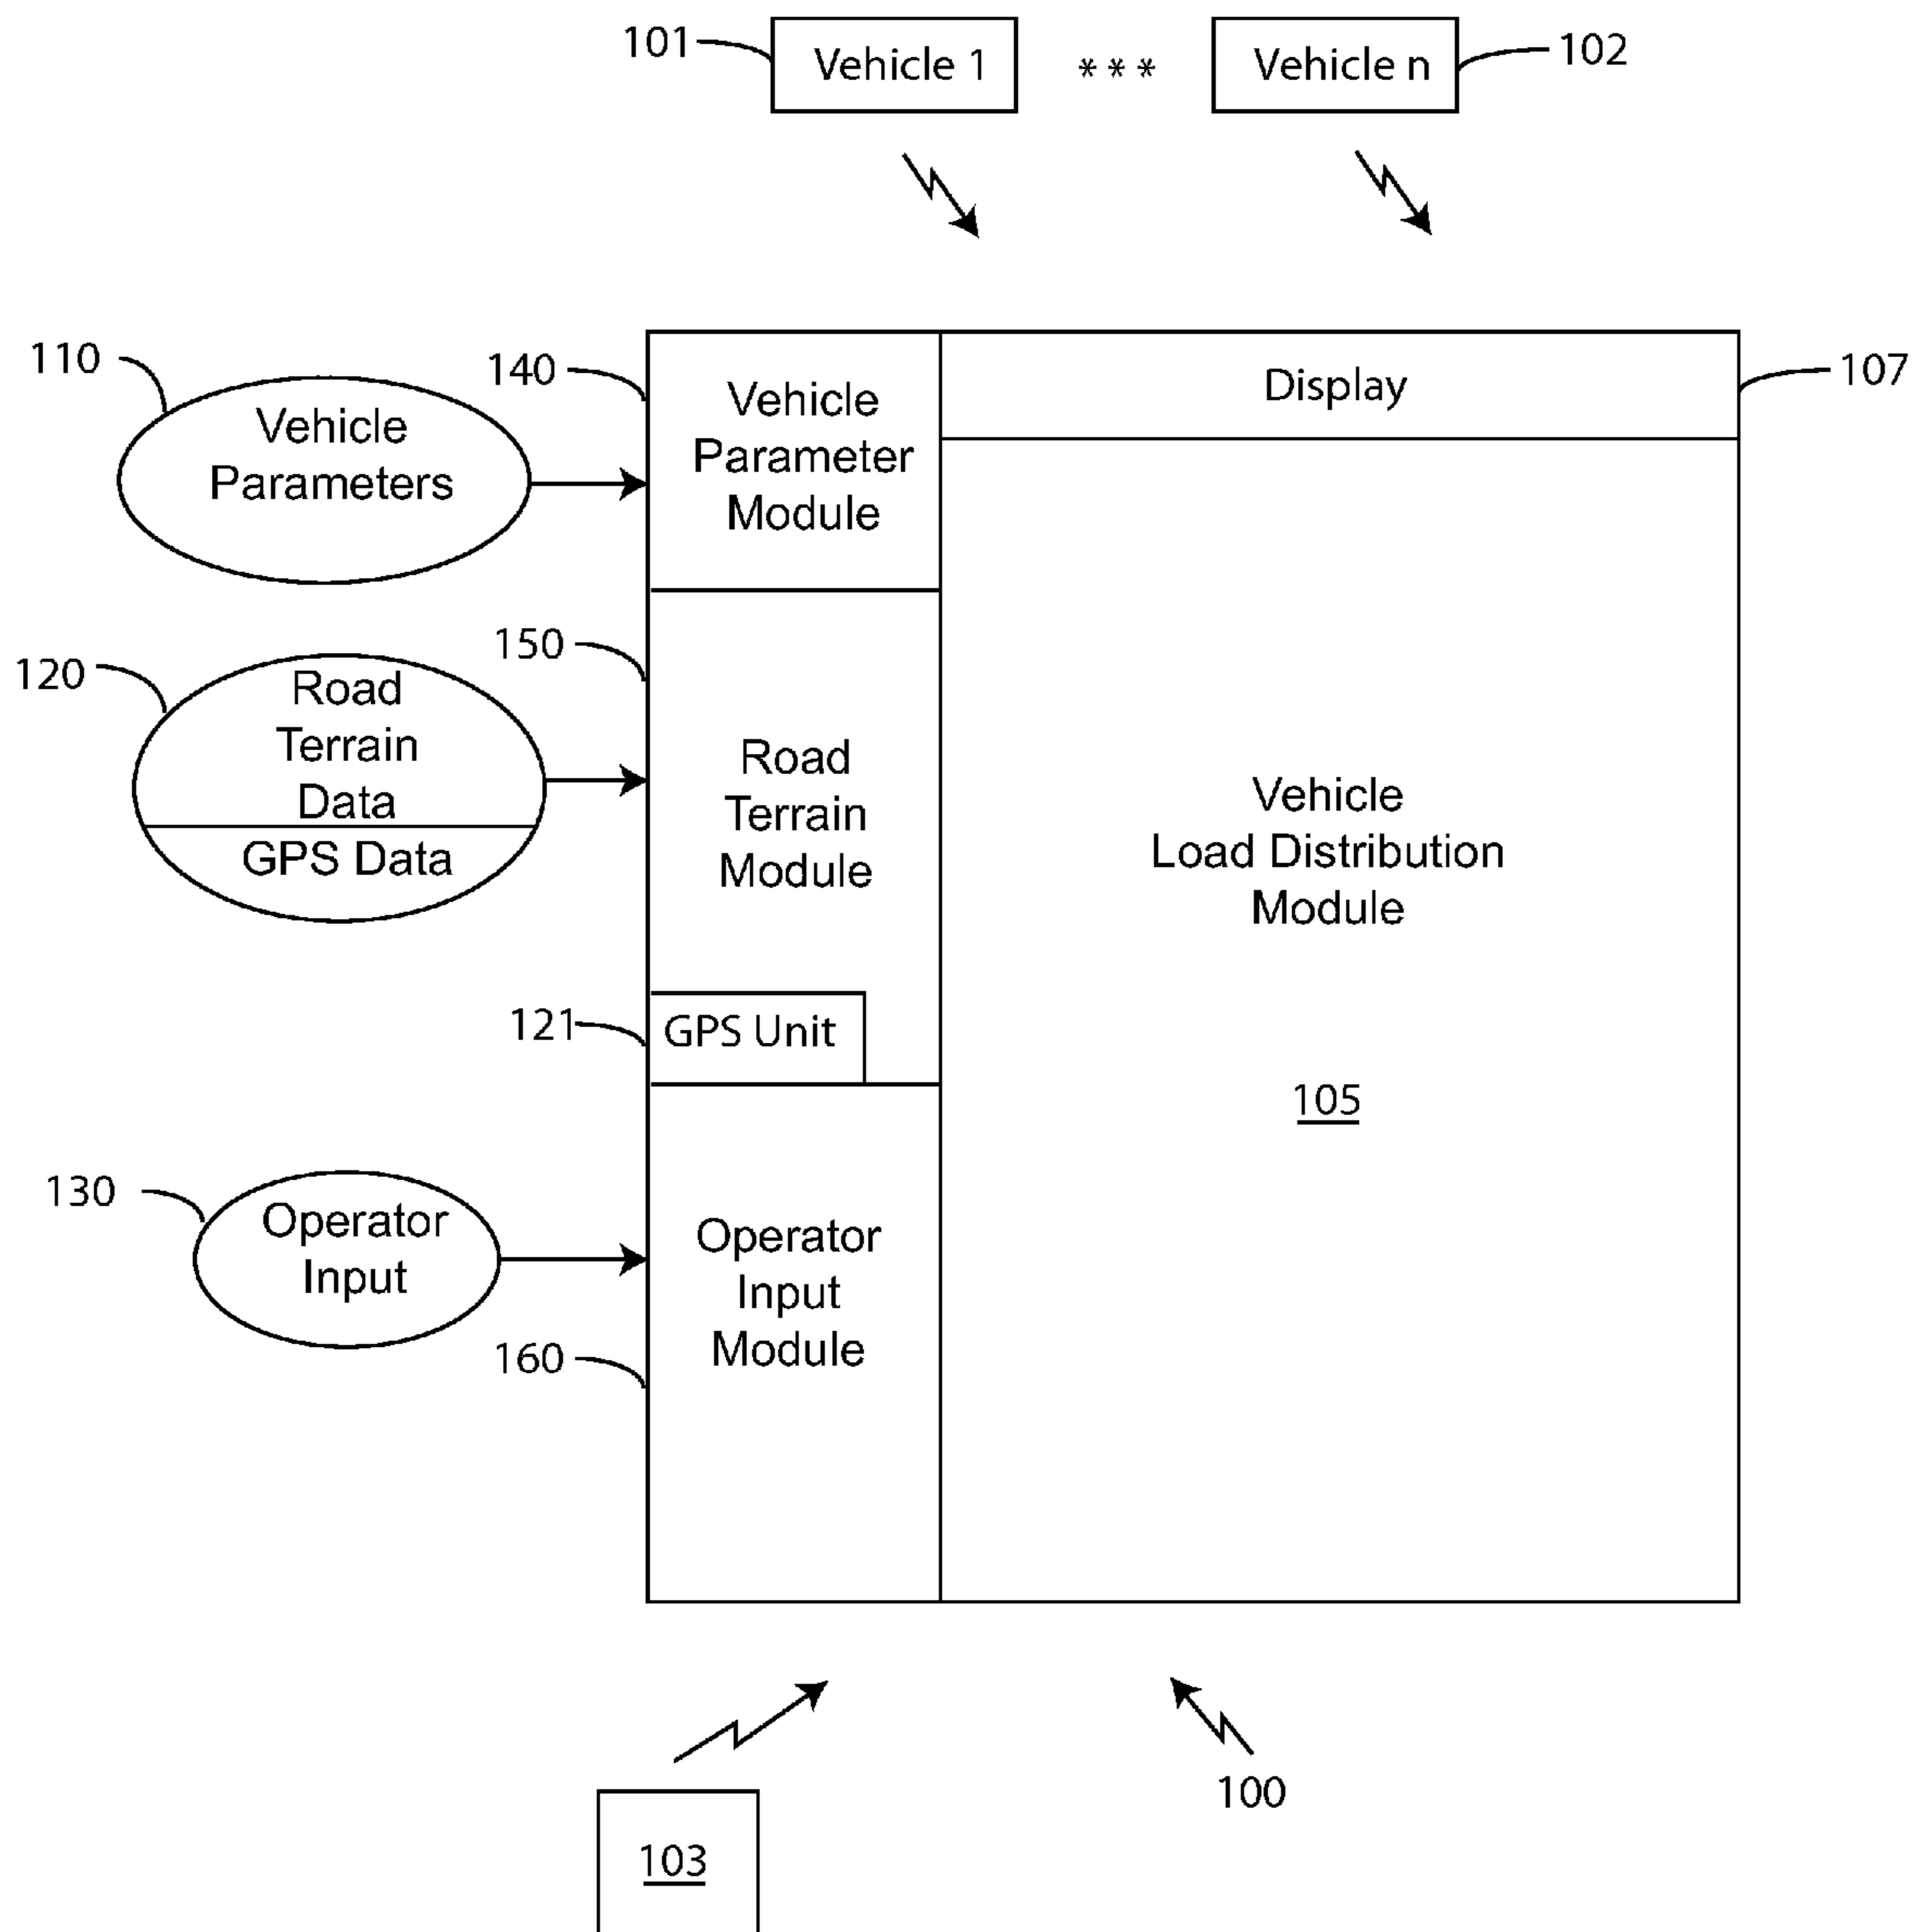 101
Vehicle 1
* * *
Vehicle n
102
110
Vehicle
Parameters
140
Vehicle
Parameter
Module
Display
107
120
Road
Terrain
Data
GPS Data
150
Road
Terrain
Module
Vehicle
Load Distribution
Module
121
GPS Unit
105
130
Operator
Input
Operator
Input
Module
160
100
103